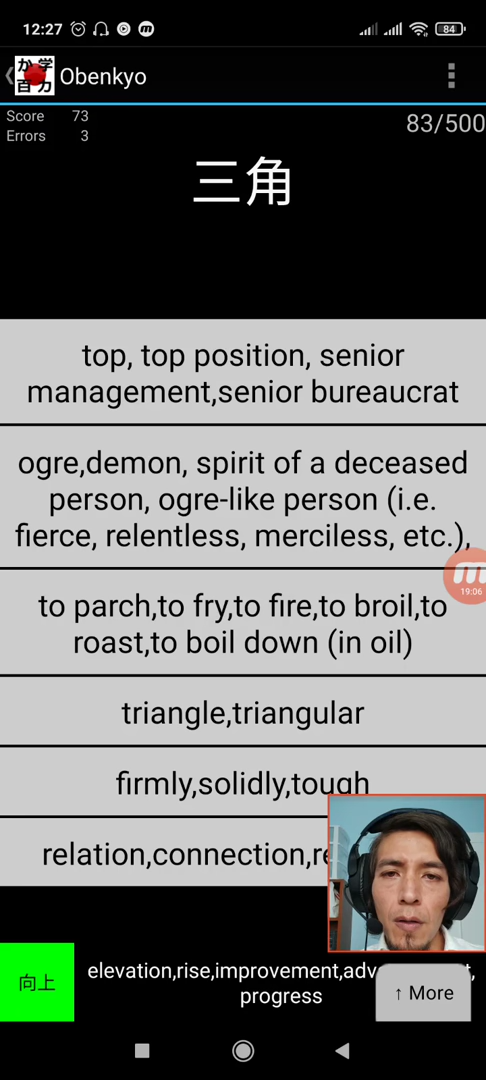 12:27 84
か学百力 Obenkyo
Score 73
Errors 3
83/500
三角
top, top position, senior
management,senior bureaucrat
ogre,demon, spirit of a deceased
person, ogre-like person (i.e.
fierce, relentless, merciless, etc.),
19:06
to parch,to fry,to fire,to broil,to
roast,to boil down (in oil)
triangle,triangular
firmly,solidly,tough
relation,connection,
向上
elevation,rise,improvement,
progress
↑ More